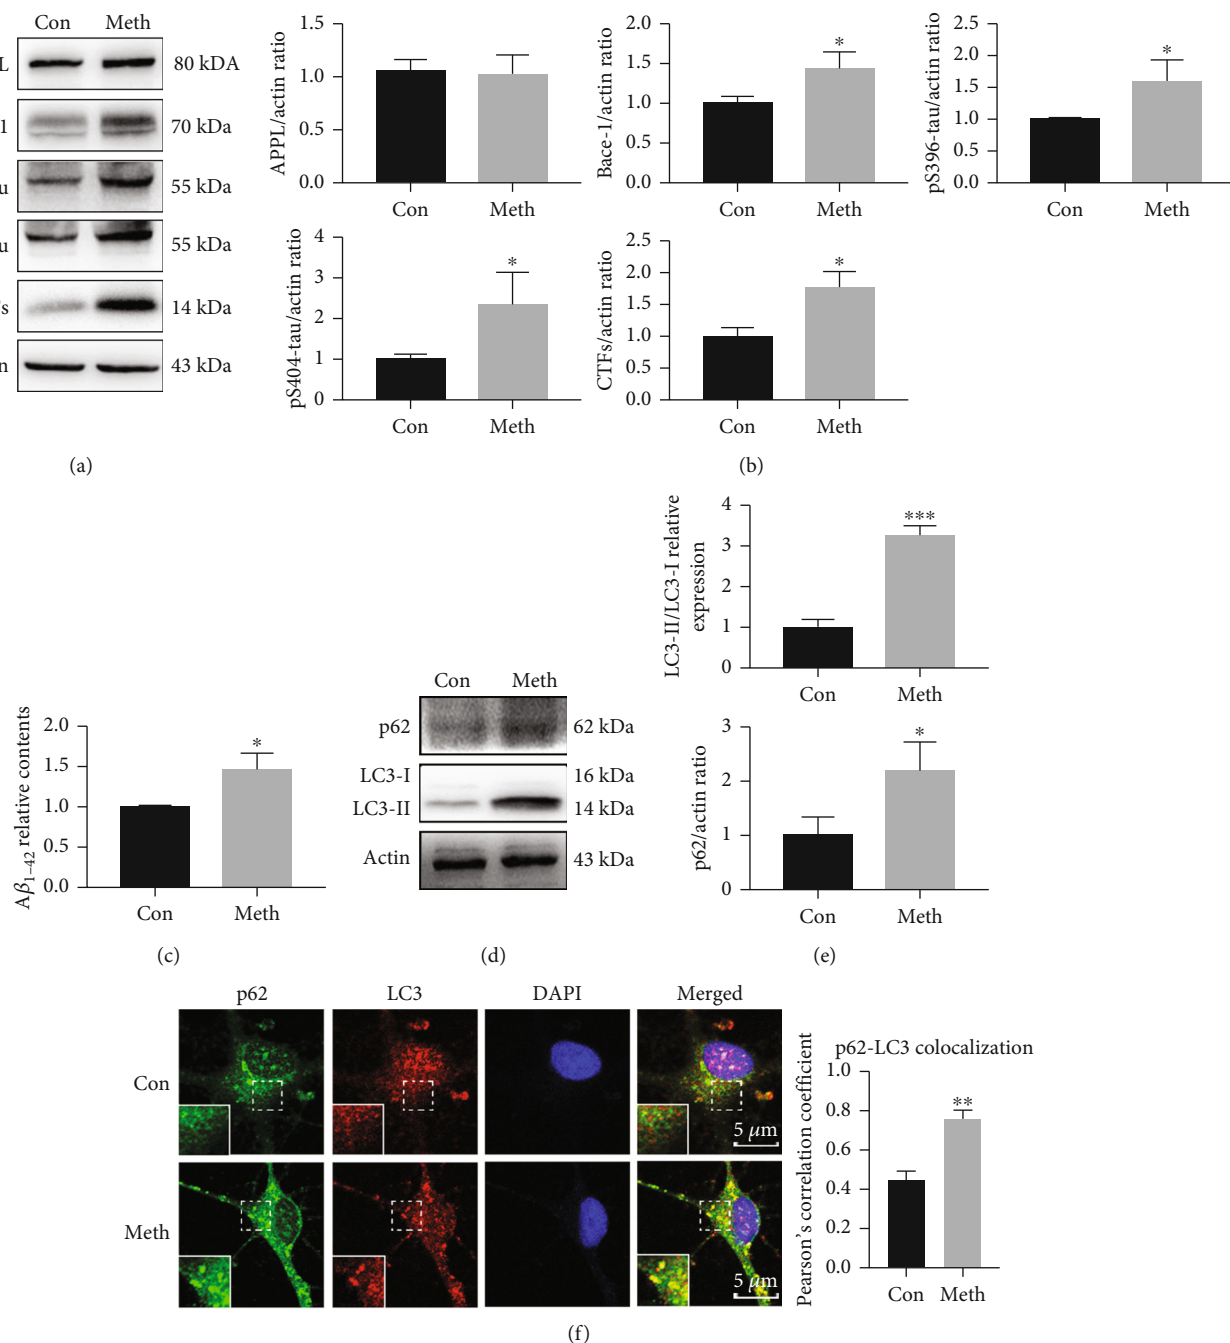 Con Meth
L 80 kDA
1 70 kDa
u 55 kDa
u 55 kDa
's 14 kDa
n 43 kDa
(a)
APPL/actin ratio
1.5
1.0
0.5
0.0
Con Meth
Bace-1/actin ratio
2.0
1.5
1.0
0.5
0.0
*
Con Meth
pS396-tau/actin ratio
2.5
2.0
1.5
1.0
0.5
0.0
*
Con Meth
pS404-tau/actin ratio
4
3
2
1
0
*
Con Meth
CTFs/actin ratio
2.5
2.0
1.5
1.0
0.5
0.0
*
Con Meth
(b)
Aβ1–42 relative contents
2.0
1.5
1.0
0.5
0.0
*
Con Meth
(c)
Con Meth
p62 62 kDa
LC3-I 16 kDa
LC3-II 14 kDa
Actin 43 kDa
(d)
LC3-II/LC3-I relative
expression
4
3
2
1
0
***
Con Meth
p62/actin ratio
3
2
1
0
*
Con Meth
(e)
p62 LC3 DAPI Merged
Con
5 μm
Meth
5 μm
p62-LC3 colocalization
Pearson's correlation coefficient
1.0
0.8
0.6
0.4
0.2
0.0
**
Con Meth
(f)